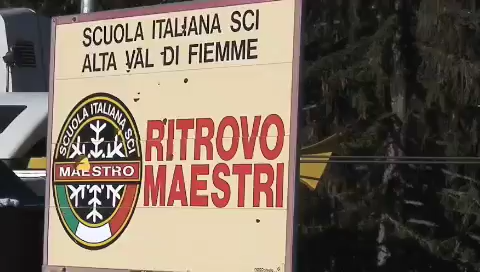 SCUOLA ITALIANA SCI
ALTA VAL DI FIEMME
SCUOLA ITALIANA SCI
MAESTRO
RITROVO
MAESTRI